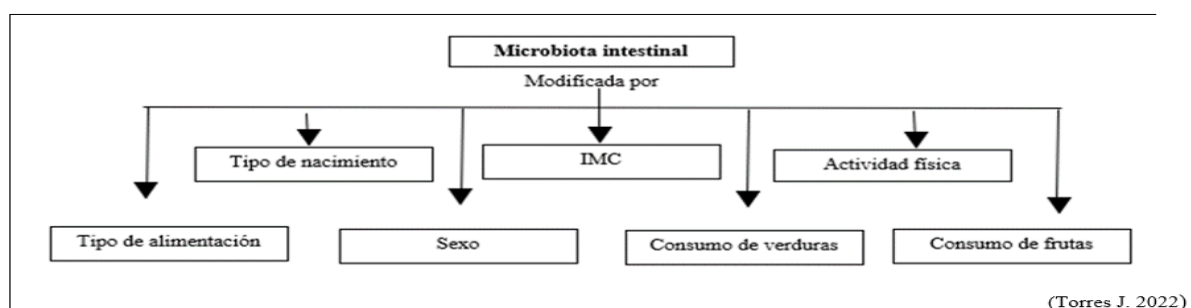 Microbiota intestinal
Modificada por
Tipo de nacimiento
IMC
Actividad física
Tipo de alimentación
Sexo
Consumo de verduras
Consumo de frutas
(Torres J. 2022)